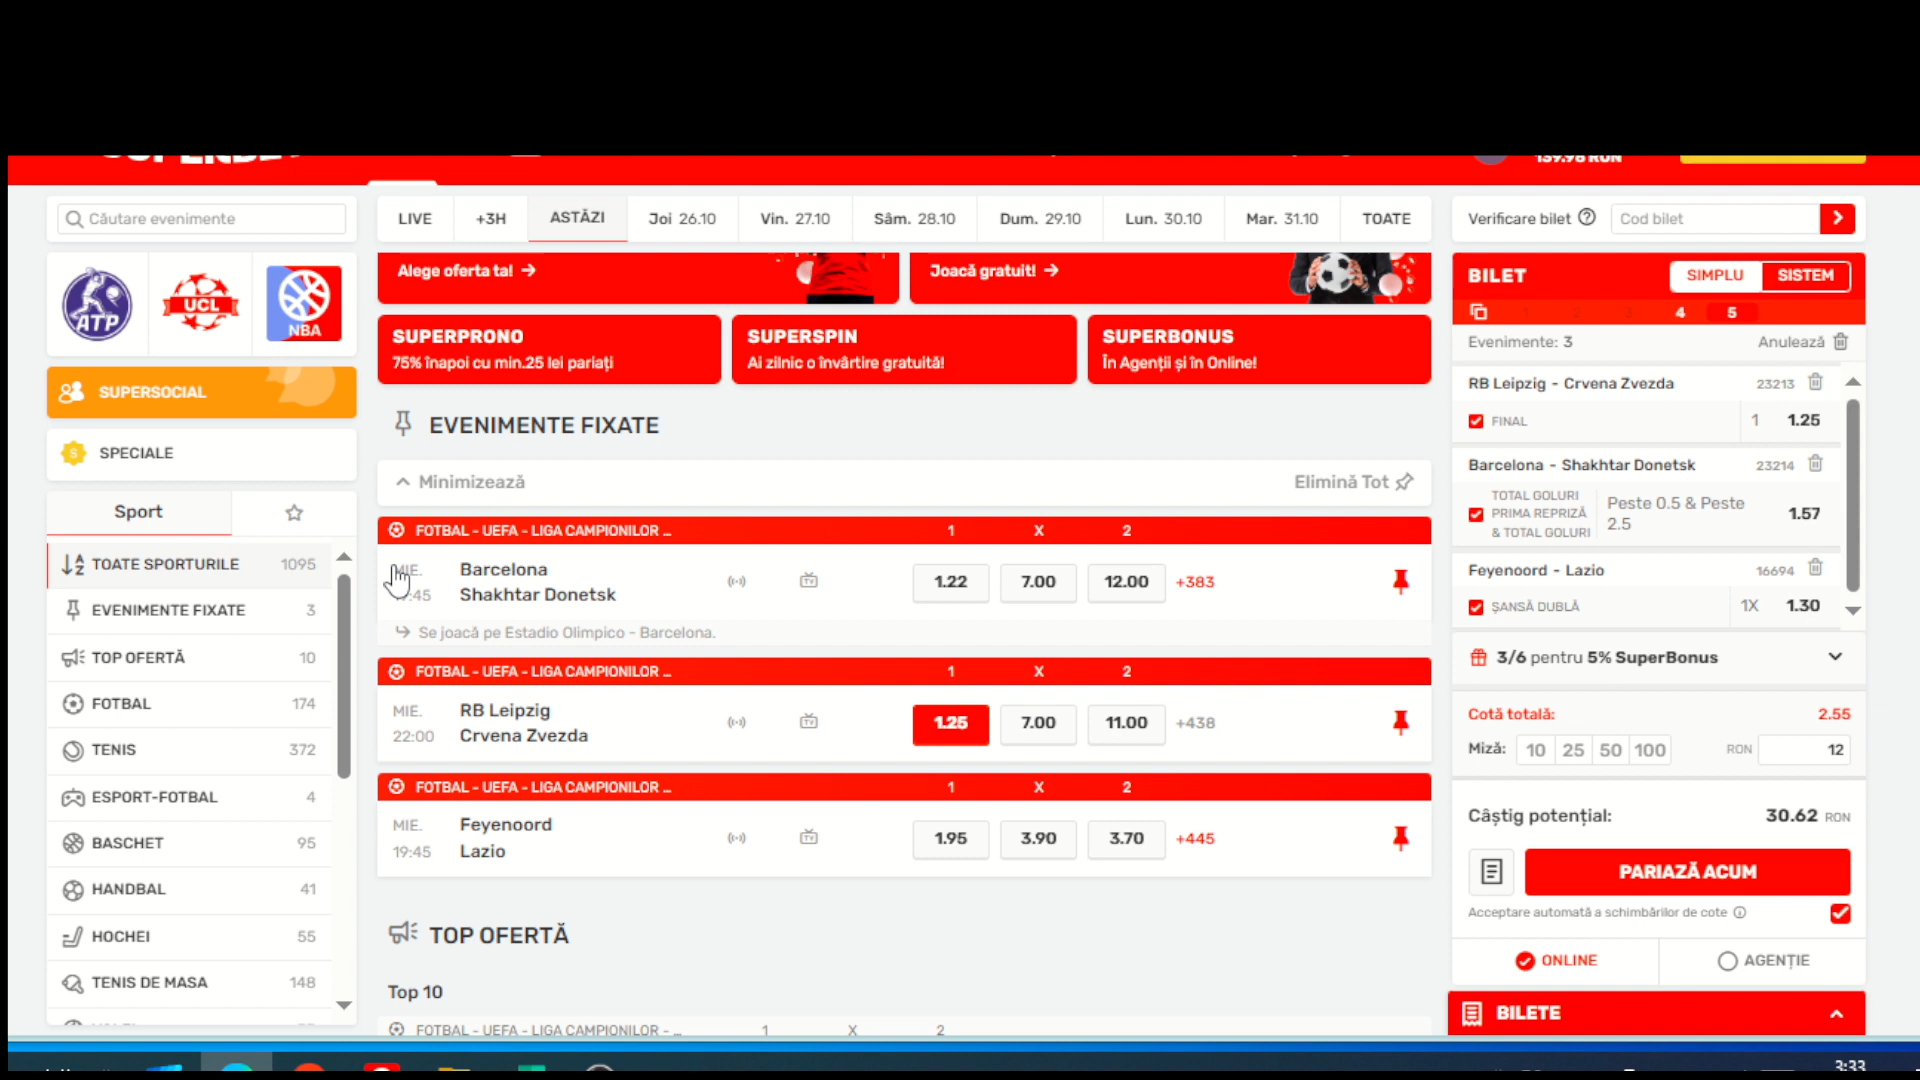 139.98 RON
Căutare evenimente
LIVE
+3H
ASTĂZI
Joi 26.10
Vin. 27.10
Sâm. 28.10
Dum. 29.10
Lun. 30.10
Mar. 31.10
TOATE
Verificare bilet ?
Cod bilet
ATP
UCL
NBA
SUPERSOCIAL
S SPECIALE
Sport
TOATE SPORTURILE 1095
EVENIMENTE FIXATE 3
TOP OFERTĂ 10
FOTBAL 174
TENIS 372
ESPORT-FOTBAL 4
BASCHET 95
HANDBAL 41
HOCHEI 55
TENIS DE MASA 148
Alege oferta ta! →
Joacă gratuit! →
SUPERPRONO
75% înapoi cu min.25 lei pariați
SUPERSPIN
Ai zilnic o învârtire gratuită!
SUPERBONUS
În Agenții și în Online!
EVENIMENTE FIXATE
Minimizează
Elimină Tot
FOTBAL - UEFA - LIGA CAMPIONILOR ... 1 X 2
Barcelona
Shakhtar Donetsk
:45
TV
1.22 7.00 12.00 +383
Se joacă pe Estadio Olimpico - Barcelona.
FOTBAL - UEFA - LIGA CAMPIONILOR ... 1 X 2
MIE.
22:00
RB Leipzig
Crvena Zvezda
TV
1.25 7.00 11.00 +438
FOTBAL - UEFA - LIGA CAMPIONILOR ... 1 X 2
MIE.
19:45
Feyenoord
Lazio
TV
1.95 3.90 3.70 +445
TOP OFERTĂ
Top 10
FOTBAL - UEFA - LIGA CAMPIONILOR - ... 1 X 2
BILET
SIMPLU
SISTEM
1 2 3 4 5
Evenimente: 3
Anulează
RB Leipzig - Crvena Zvezda 23213
FINAL 1 1.25
Barcelona - Shakhtar Donetsk 23214
TOTAL GOLURI
PRIMA REPRIZĂ
& TOTAL GOLURI
Peste 0.5 & Peste
2.5
1.57
Feyenoord - Lazio 16694
ȘANSĂ DUBLĂ 1X 1.30
3/6 pentru 5% SuperBonus
Cotă totală: 2.55
Miză: 10 25 50 100 RON 12
Câștig potențial: 30.62 RON
PARIAZĂ ACUM
Acceptare automată a schimbărilor de cote
ONLINE
AGENȚIE
BILETE
3:33